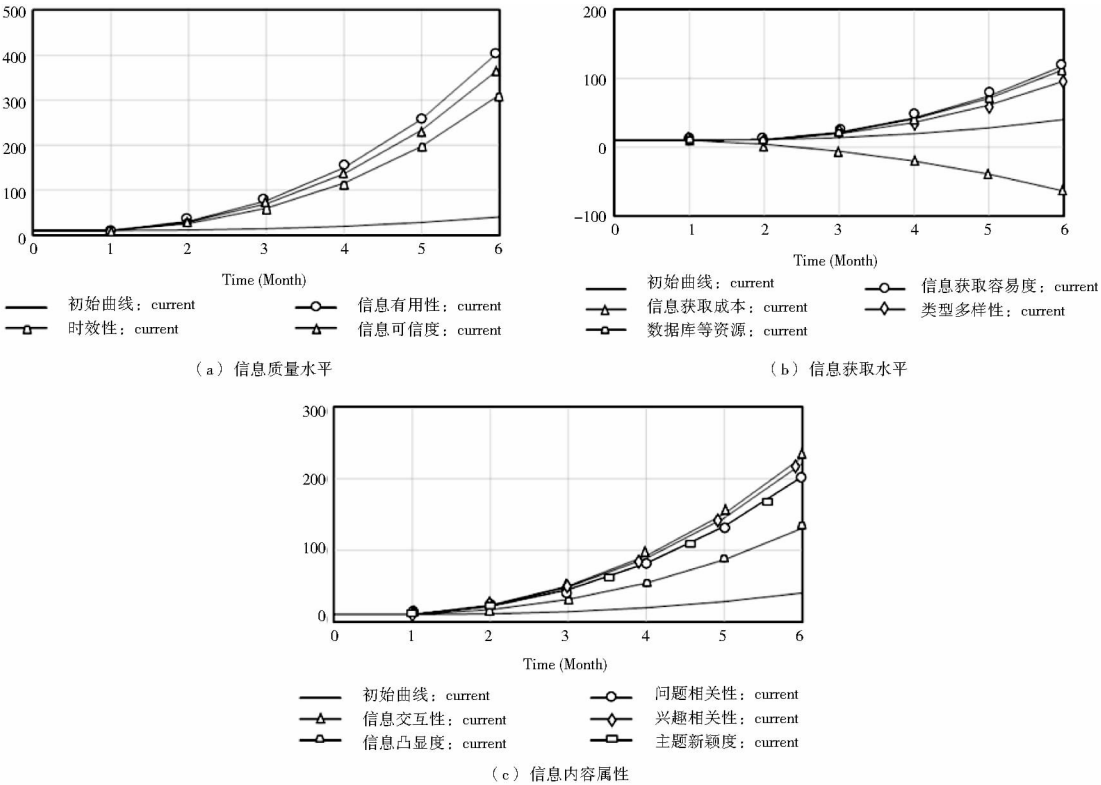 500
400
300
200
100
0
0 1 2 3 4 5 6
Time (Month)
初始曲线：current 信息有用性：current
时效性：current 信息可信度：current
（a）信息质量水平
200
100
0
−100
0 1 2 3 4 5 6
Time (Month)
初始曲线：current 信息获取容易度：current
信息获取成本：current 类型多样性：current
数据库等资源：current
（b）信息获取水平
300
200
100
0
0 1 2 3 4 5 6
Time (Month)
初始曲线：current 问题相关性：current
信息交互性：current 兴趣相关性：current
信息凸显度：current 主题新颖度：current
（c）信息内容属性